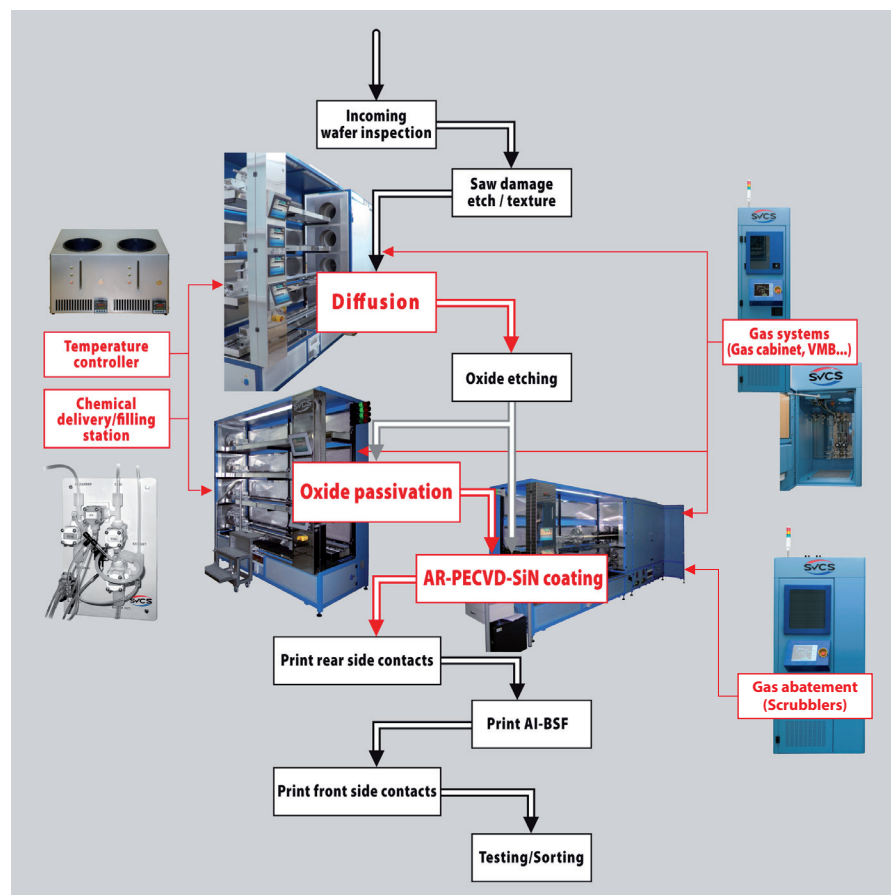 Incoming
wafer inspection
Saw damage
etch / texture
SVCS
Diffusion
Temperature
controller
Gas systems
(Gas cabinet, VMB...)
Oxide etching
SVCS
Chemical
delivery/filling
station
SVCS
Oxide passivation
AR-PECVD-SiN coating
SVCS
SVCS
Print rear side contacts
Gas abatement
(Scrubblers)
Print AI-BSF
Print front side contacts
Testing/Sorting